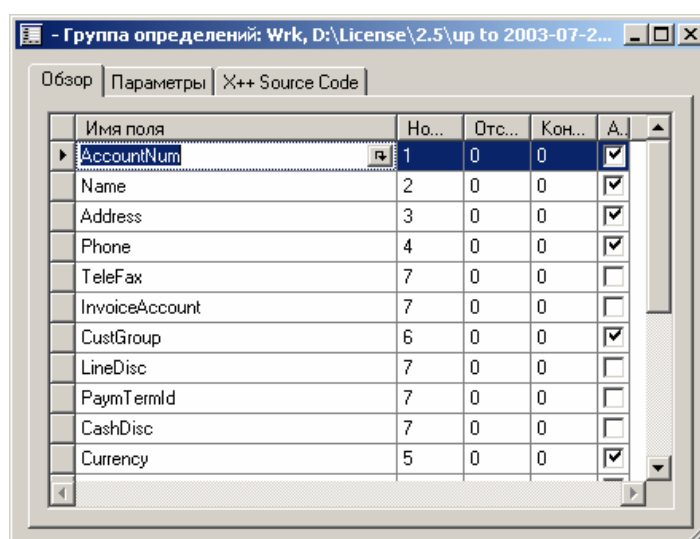 - Группа определений: Wrk, D:\License\2.5\up to 2003-07-2...
Обзор Параметры X++ Source Code
Имя поля Но... Отс... Кон... А..
AccountNum 1 0 0
Name 2 0 0
Address 3 0 0
Phone 4 0 0
TeleFax 7 0 0
InvoiceAccount 7 0 0
CustGroup 6 0 0
LineDisc 7 0 0
PaymTermId 7 0 0
CashDisc 7 0 0
Currency 5 0 0